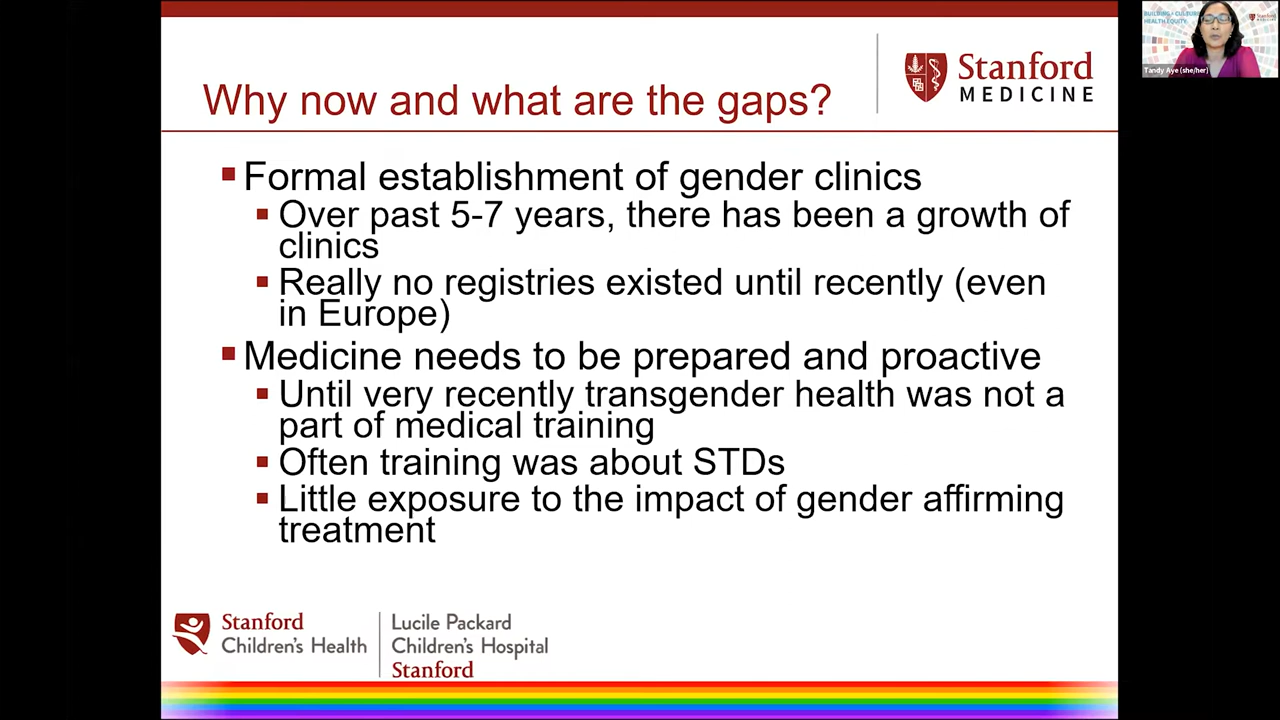 Why now and what are the gaps?
Stanford
MEDICINE
Formal establishment of gender clinics
Over past 5-7 years, there has been a growth of
clinics
Really no registries existed until recently (even
in Europe)
Medicine needs to be prepared and proactive
Until very recently transgender health was not a
part of medical training
Often training was about STDs
Little exposure to the impact of gender affirming
treatment
Stanford
Children's Health
Lucile Packard
Children's Hospital
Stanford
HEALTH EQUITY
Tandy Aye (she/her)